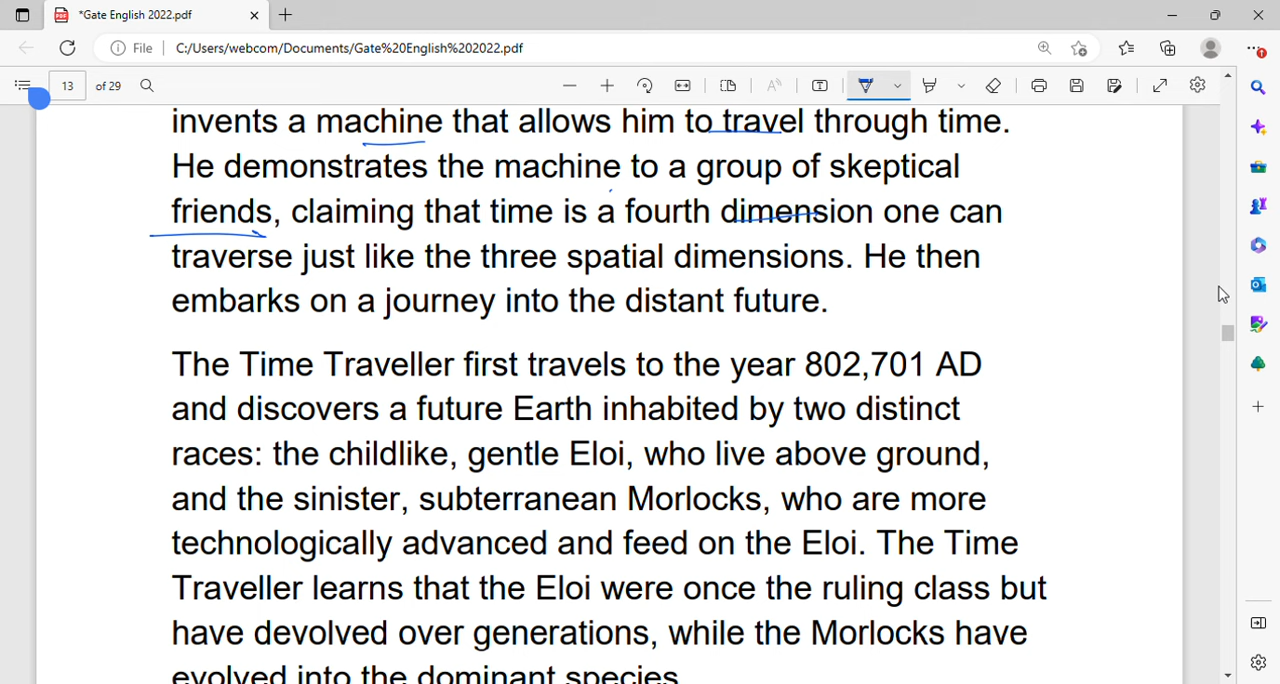 *Gate English 2022.pdf
File C:/Users/webcom/Documents/Gate%20English%202022.pdf
13 of 29
invents a machine that allows him to travel through time.
He demonstrates the machine to a group of skeptical
friends, claiming that time is a fourth dimension one can
traverse just like the three spatial dimensions. He then
embarks on a journey into the distant future.
The Time Traveller first travels to the year 802,701 AD
and discovers a future Earth inhabited by two distinct
races: the childlike, gentle Eloi, who live above ground,
and the sinister, subterranean Morlocks, who are more
technologically advanced and feed on the Eloi. The Time
Traveller learns that the Eloi were once the ruling class but
have devolved over generations, while the Morlocks have
evolved into the dominant species.